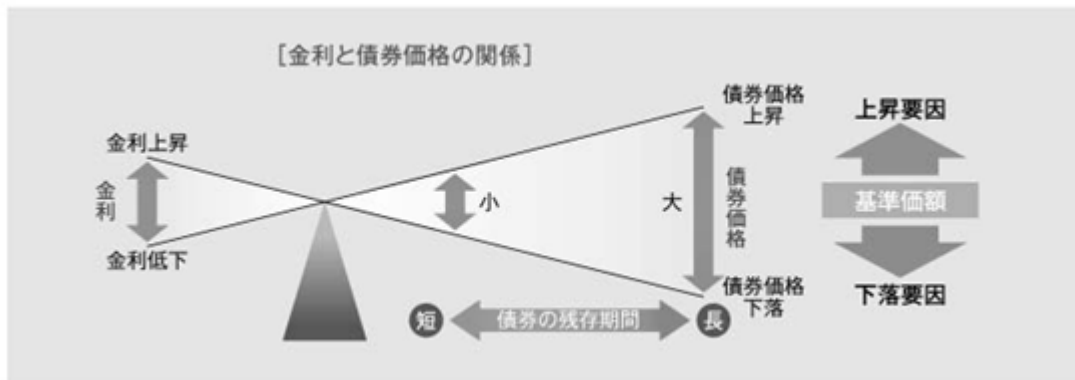 [金利と債券価格の関係]
金利上昇
金利
金利低下
小
大
債券価格
上昇
債券価格
債券価格
下落
短
債券の残存期間
長
上昇要因
基準価額
下落要因